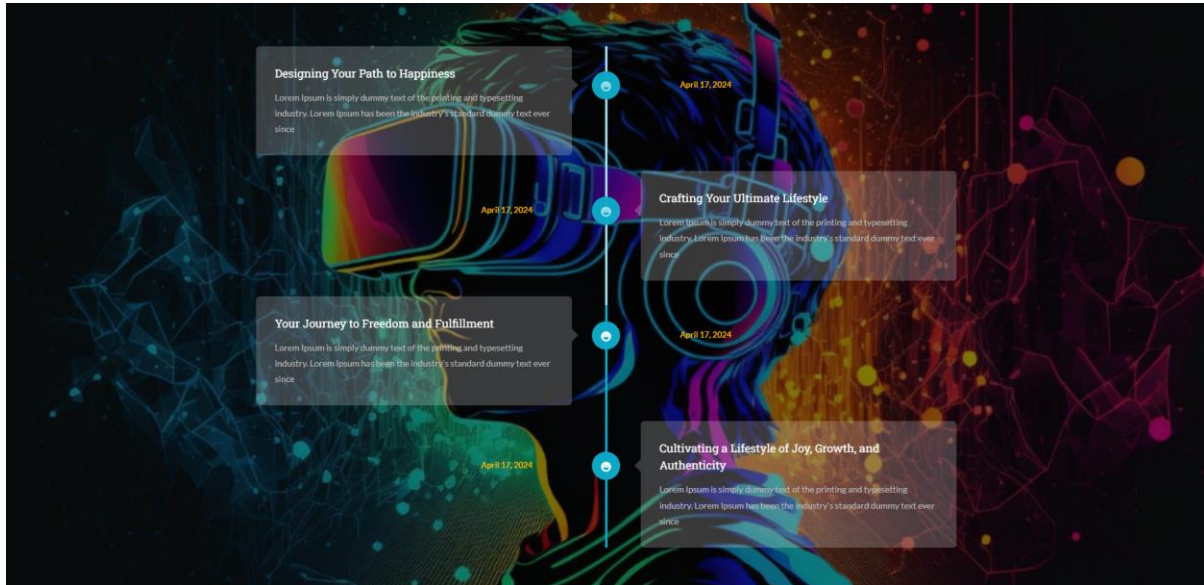 Designing Your Path to Happiness
Lorem Ipsum is simply dummy text of the printing and typesetting
industry. Lorem Ipsum has been the industry's standard dummy text ever
since
April 17, 2024
April 17, 2024
Crafting Your Ultimate Lifestyle
Lorem Ipsum is simply dummy text of the printing and typesetting
industry. Lorem Ipsum has been the industry's standard dummy text ever
since
Your Journey to Freedom and Fulfillment
Lorem Ipsum is simply dummy text of the printing and typesetting
industry. Lorem Ipsum has been the industry's standard dummy text ever
since
April 17, 2024
April 17, 2024
Cultivating a Lifestyle of Joy, Growth, and
Authenticity
Lorem Ipsum is simply dummy text of the printing and typesetting
industry. Lorem Ipsum has been the industry's standard dummy text ever
since